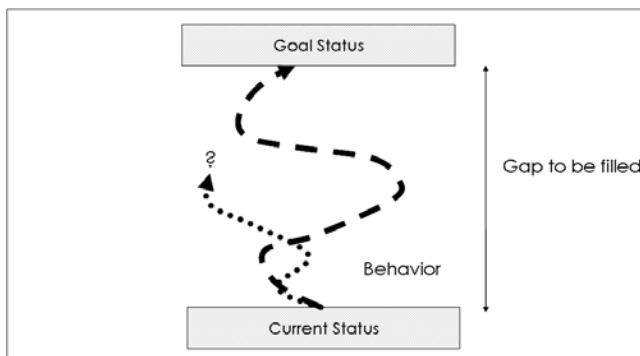 Goal Status
?
Gap to be filled
Behavior
Current Status